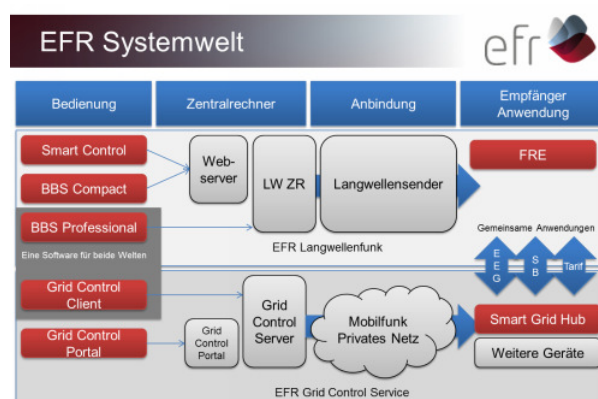 EFR Systemwelt
efr
Bedienung
Zentralrechner
Anbindung
Empfänger
Anwendung
Smart Control
BBS Compact
Web-
server
LW ZR
Langwellensender
FRE
BBS Professional
Eine Software für beide Welten
EFR Langwellenfunk
Gemeinsame Anwendungen
E
E
G
S
B
Tarif
Grid Control
Client
Grid
Control
Server
Mobilfunk
Privates Netz
Smart Grid Hub
Grid Control
Portal
Grid
Control
Portal
Weitere Geräte
EFR Grid Control Service